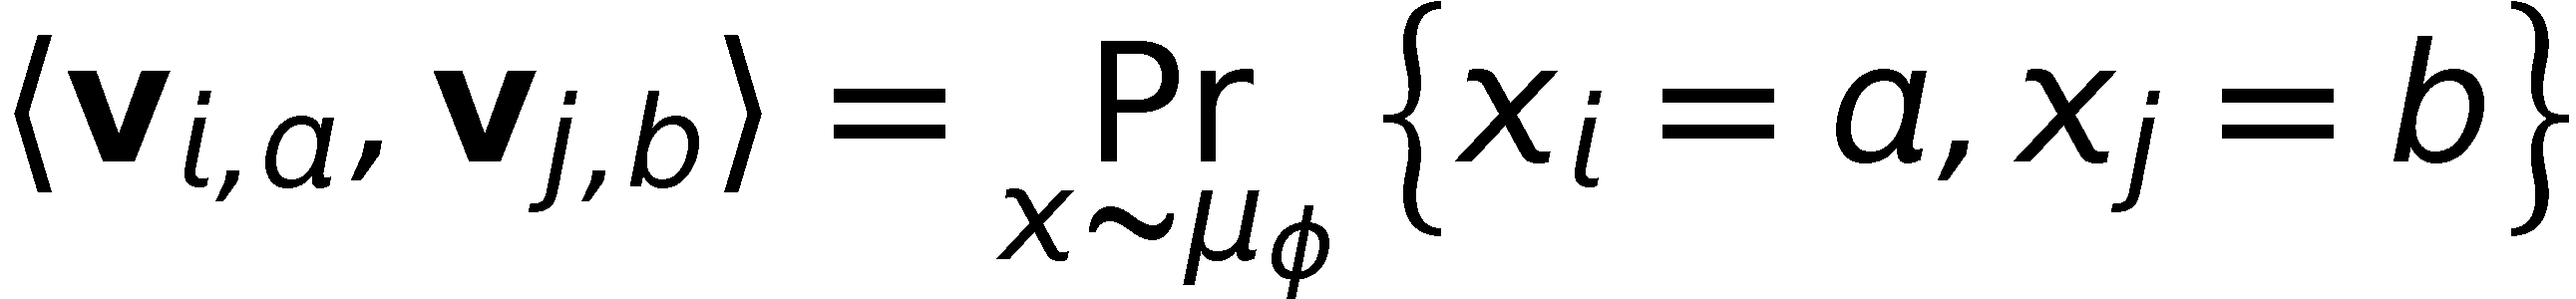 ⟨𝐯_{i,a}, 𝐯_{j,b}⟩ = Pr_{x∼μ_ϕ} {x_i = a, x_j = b}